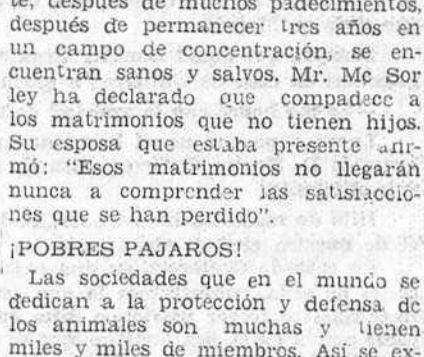 te, después de muchos padecimientos,
después de permanecer tres años en
un campo de concentración, se en-
cuentran sanos y salvos. Mr. Mc Sor
ley ha declarado que compadece a
los matrimonios que no tienen hijos.
Su esposa que estaba presente afir-
mó: "Esos matrimonios no llegarán
nunca a comprender las satisfaccio-
nes que se han perdido".
¡POBRES PAJAROS!
Las sociedades que en el mundo se
dedican a la protección y defensa de
los animales son muchas y tienen
miles y miles de miembros. Así se ex-